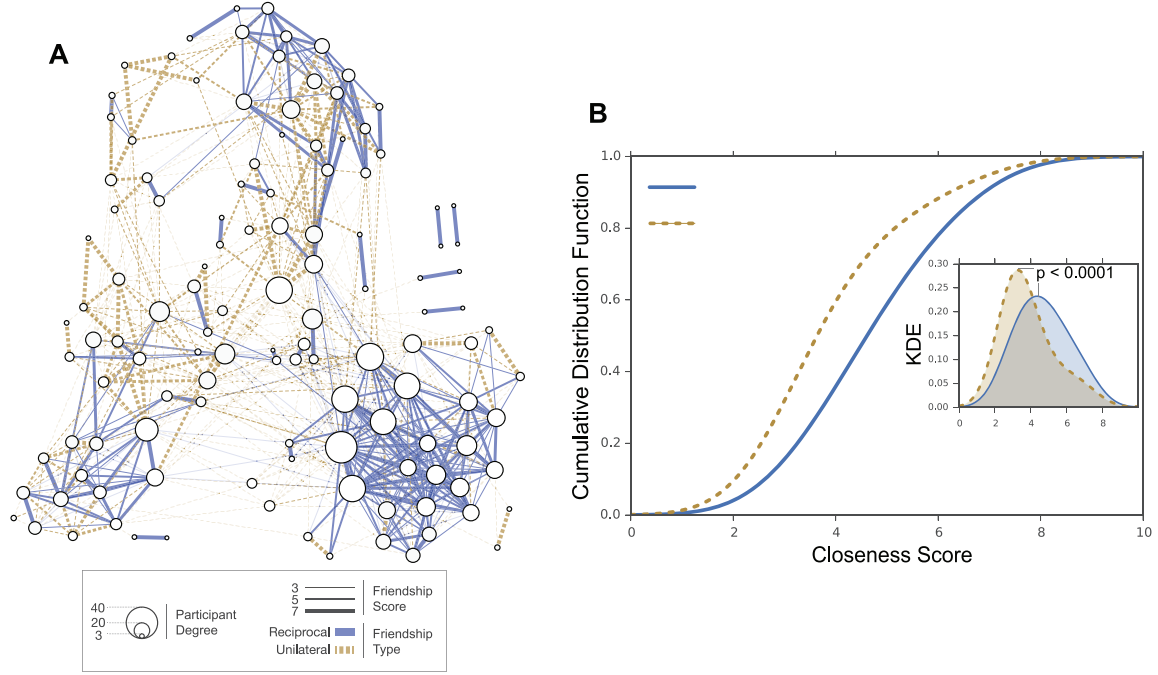 A
3
5
7
Friendship
Score
40
20
3
Participant
Degree
Reciprocal
Unilateral
Friendship
Type
B
Cumulative Distribution Function
1.0
0.8
0.6
0.4
0.2
0.0
0
2
4
6
8
10
Closeness Score
KDE
0.30
0.25
0.20
0,15
0,10
0,05
0.00
0
2
4
6
8
p < 0.0001